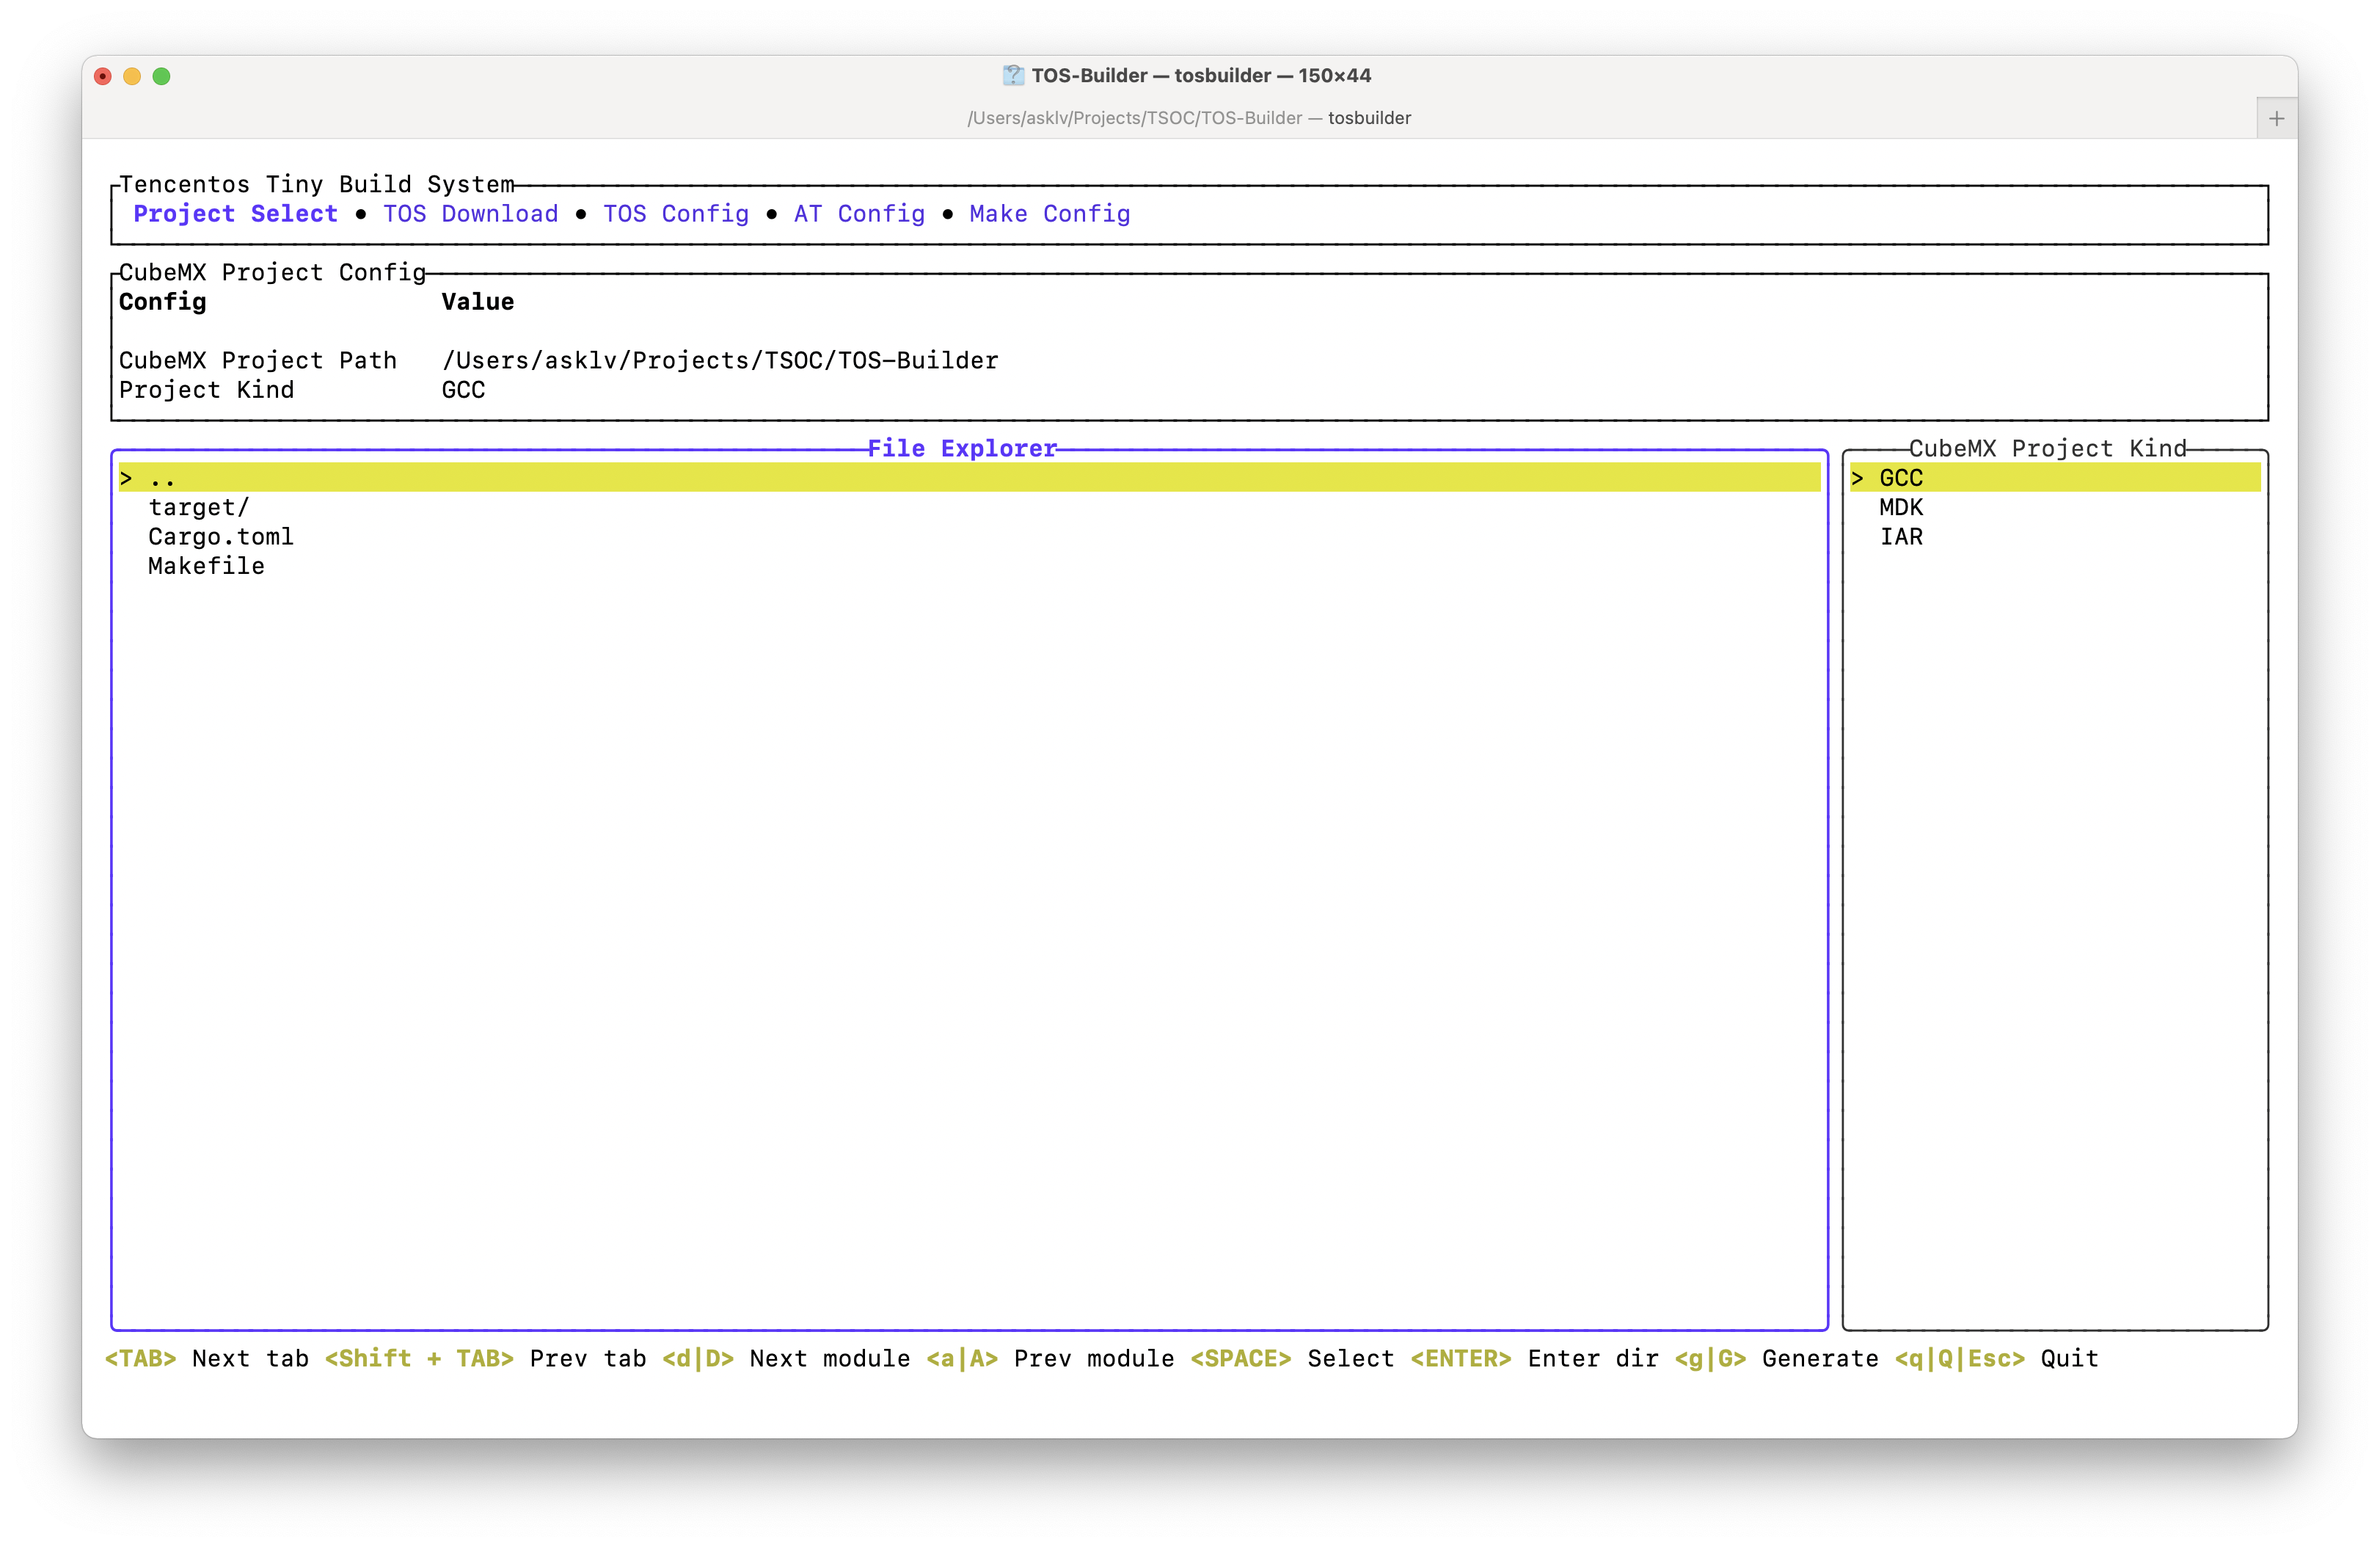 TOS-Builder — tosbuilder — 150×44
/Users/asklv/Projects/TSOC/TOS-Builder — tosbuilder
Tencentos Tiny Build System
Project Select • TOS Download • TOS Config • AT Config • Make Config
CubeMX Project Config
Config Value
CubeMX Project Path /Users/asklv/Projects/TSOC/TOS-Builder
Project Kind GCC
File Explorer
> ..
target/
Cargo.toml
Makefile
CubeMX Project Kind
> GCC
MDK
IAR
<TAB> Next tab <Shift + TAB> Prev tab <d|D> Next module <a|A> Prev module <SPACE> Select <ENTER> Enter dir <g|G> Generate <q|Q|Esc> Quit